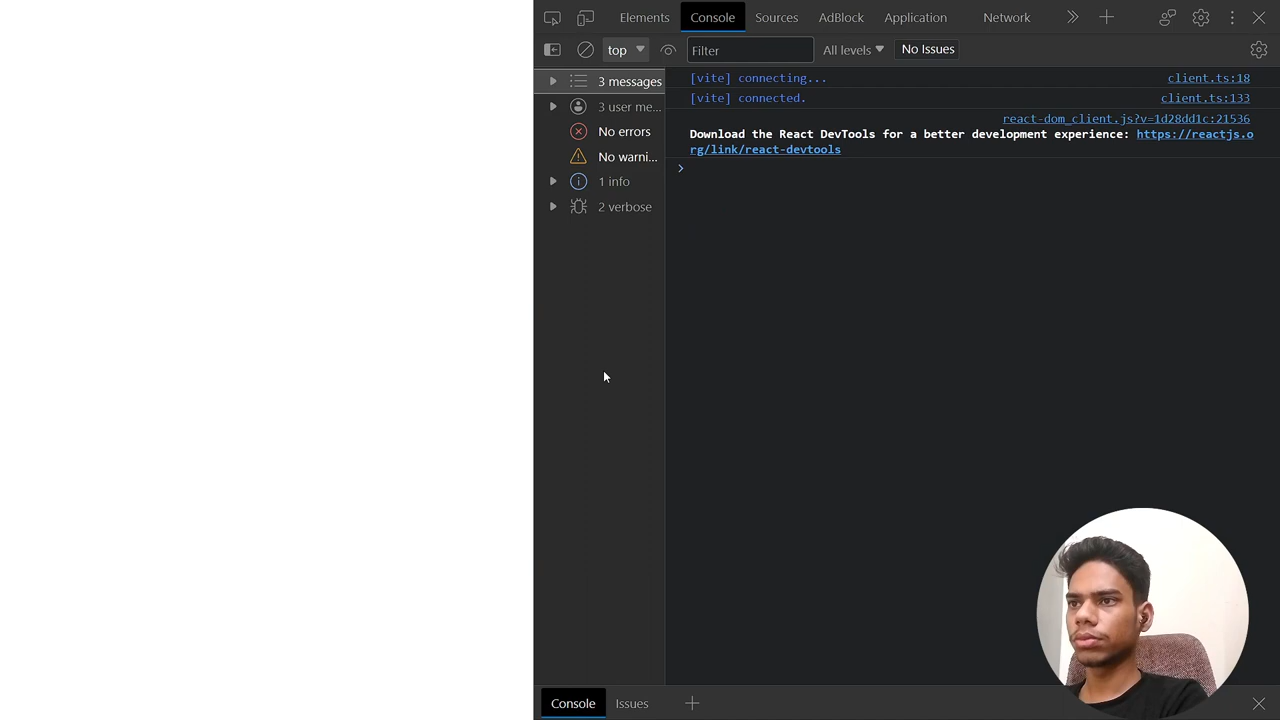 Elements Console Sources AdBlock Application Network
top Filter All levels No Issues
3 messages
3 user me...
No errors
No warni...
1 info
2 verbose
[vite] connecting... client.ts:18
[vite] connected. client.ts:133
react-dom_client.js?v=1d28dd1c:21536
Download the React DevTools for a better development experience: https://reactjs.o
rg/link/react-devtools
Console Issues